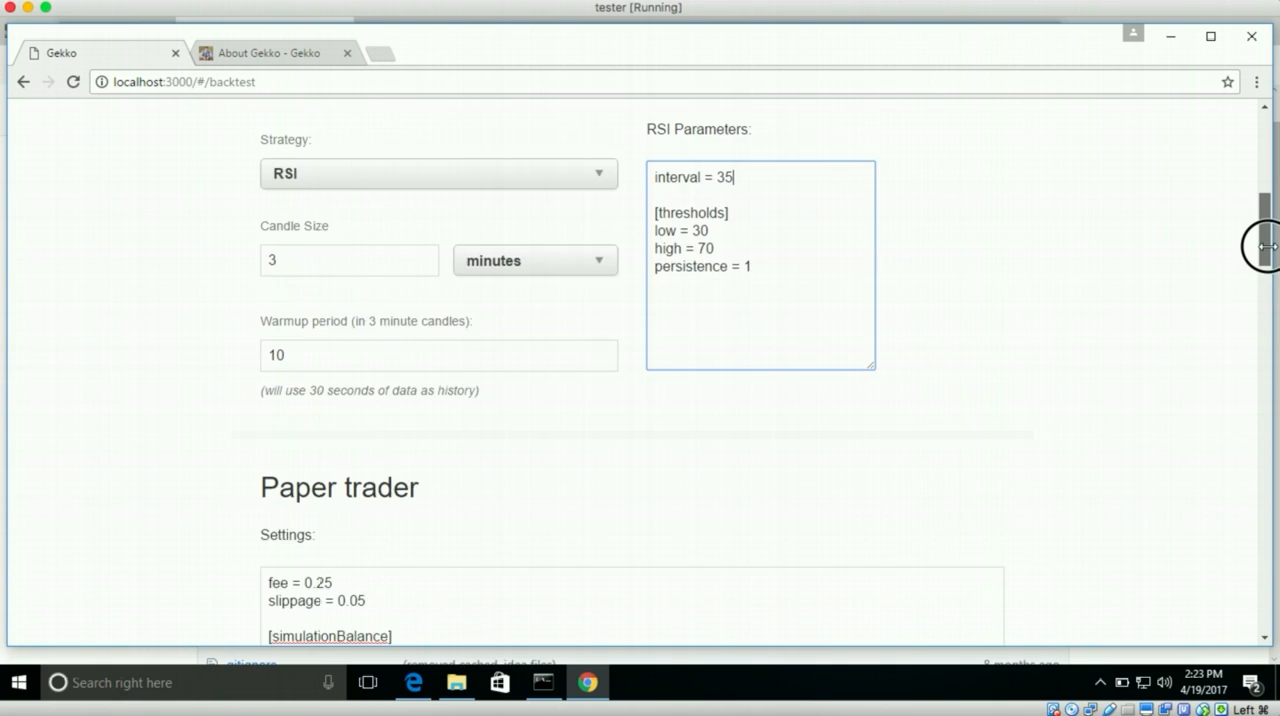 tester [Running]
Gekko
About Gekko - Gekko
localhost:3000/#/backtest
Strategy:
RSI
Candle Size
3
minutes
Warmup period (in 3 minute candles):
10
(will use 30 seconds of data as history)
RSI Parameters:
interval = 35
[thresholds]
low = 30
high = 70
persistence = 1
Paper trader
Settings:
fee = 0.25
slippage = 0.05
[simulationBalance]
Search right here
2:23 PM
4/19/2017
2
Left ⌘